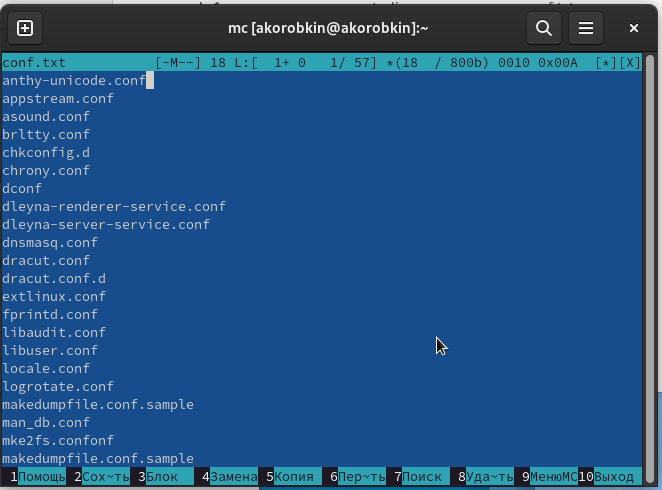 mc [akorobkin@akorobkin]:~
conf.txt [-M--] 18 L:[ 1+ 0 1/ 57] *(18 / 800b) 0010 0x00A [*][X]
anthy-unicode.conf
appstream.conf
asound.conf
brltty.conf
chkconfig.d
chrony.conf
dconf
dleyna-renderer-service.conf
dleyna-server-service.conf
dnsmasq.conf
dracut.conf
dracut.conf.d
extlinux.conf
fprintd.conf
libaudit.conf
libuser.conf
locale.conf
logrotate.conf
makedumpfile.conf.sample
man_db.conf
mke2fs.confonf
makedumpfile.conf.sample
1Помощь 2Сох~ть 3Блок 4Замена 5Копия 6Пер~ть 7Поиск 8Уда~ть 9МенюMC 10Выход